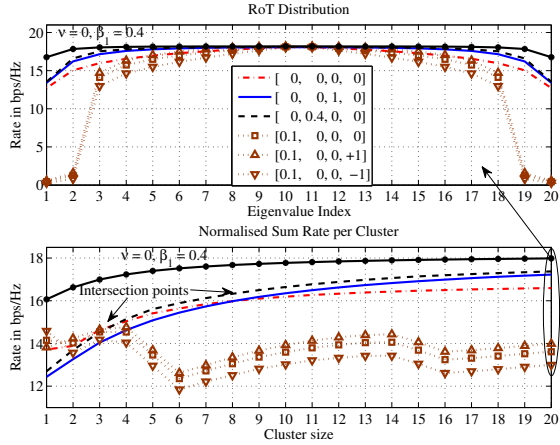 RoT Distribution
Rate in bps/Hz
20
15
10
5
0
ν=0, β₁=0.4
[ 0, 0,0, 0]
[ 0, 0,1, 0]
[ 0,0.4,0, 0]
[0.1, 0,0, 0]
[0.1, 0,0,+1]
[0.1, 0,0,−1]
1 2 3 4 5 6 7 8 9 10 11 12 13 14 15 16 17 18 19 20
Eigenvalue Index
Normalised Sum Rate per Cluster
Rate in bps/Hz
18
16
14
12
ν=0, β₁=0.4
Intersection points
1 2 3 4 5 6 7 8 9 10 11 12 13 14 15 16 17 18 19 20
Cluster size